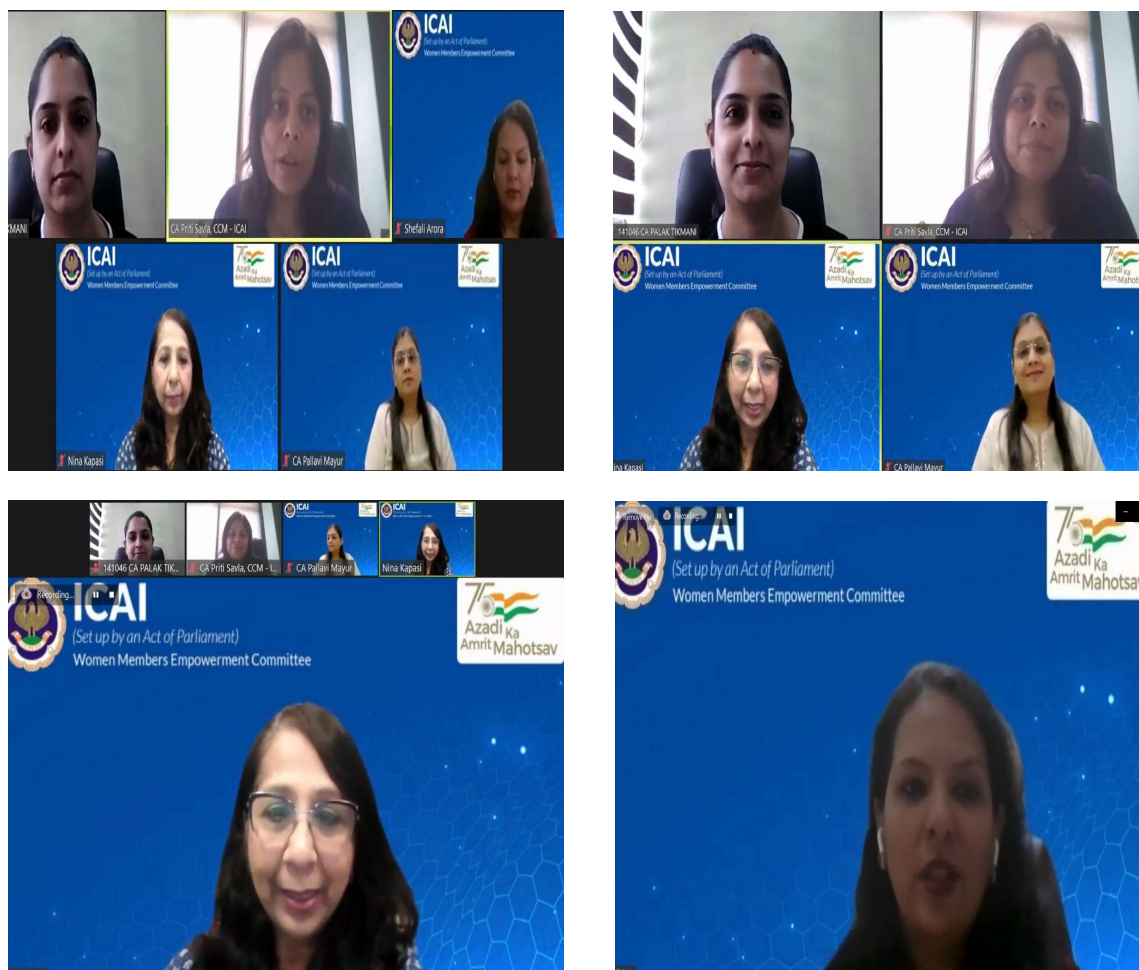 ICAI
(Set up by an Act of Parliament)
Women Members Empowerment Committee
KMANI
CA Priti Savla, CCM - ICAI
Shefali Arora
ICAI
(Set up by an Act of Parliament)
Women Members Empowerment Committee
75
Azadi
Ka
Amrit Mahotsav
ICAI
(Set up by an Act of Parliament)
Women Members Empowerment Committee
75
Azadi
Ka
Amrit Mahotsav
Nina Kapasi
CA Pallavi Mayur
141046 CA PALAK TIKMANI
CA Priti Savla, CCM - ICAI
ICAI
(Set up by an Act of Parliament)
Women Members Empowerment Committee
75
Azadi
Ka
Amrit Mahotsav
ICAI
(Set up by an Act of Parliament)
Women Members Empowerment Committee
75
Azadi
Ka
Amrit Mahots
ina Kapasi
CA Pallavi Mayur
ICAI
ICAI
141046 CA PALAK TIK...
CA Priti Savla, CCM - I...
CA Pallavi Mayur
Nina Kapasi
Recording...
ICAI
(Set up by an Act of Parliament)
Women Members Empowerment Committee
75
Azadi
Ka
Amrit Mahotsav
Recording...
ICAI
(Set up by an Act of Parliament)
Women Members Empowerment Committee
75
Azadi
Ka
Amrit Mahotsav